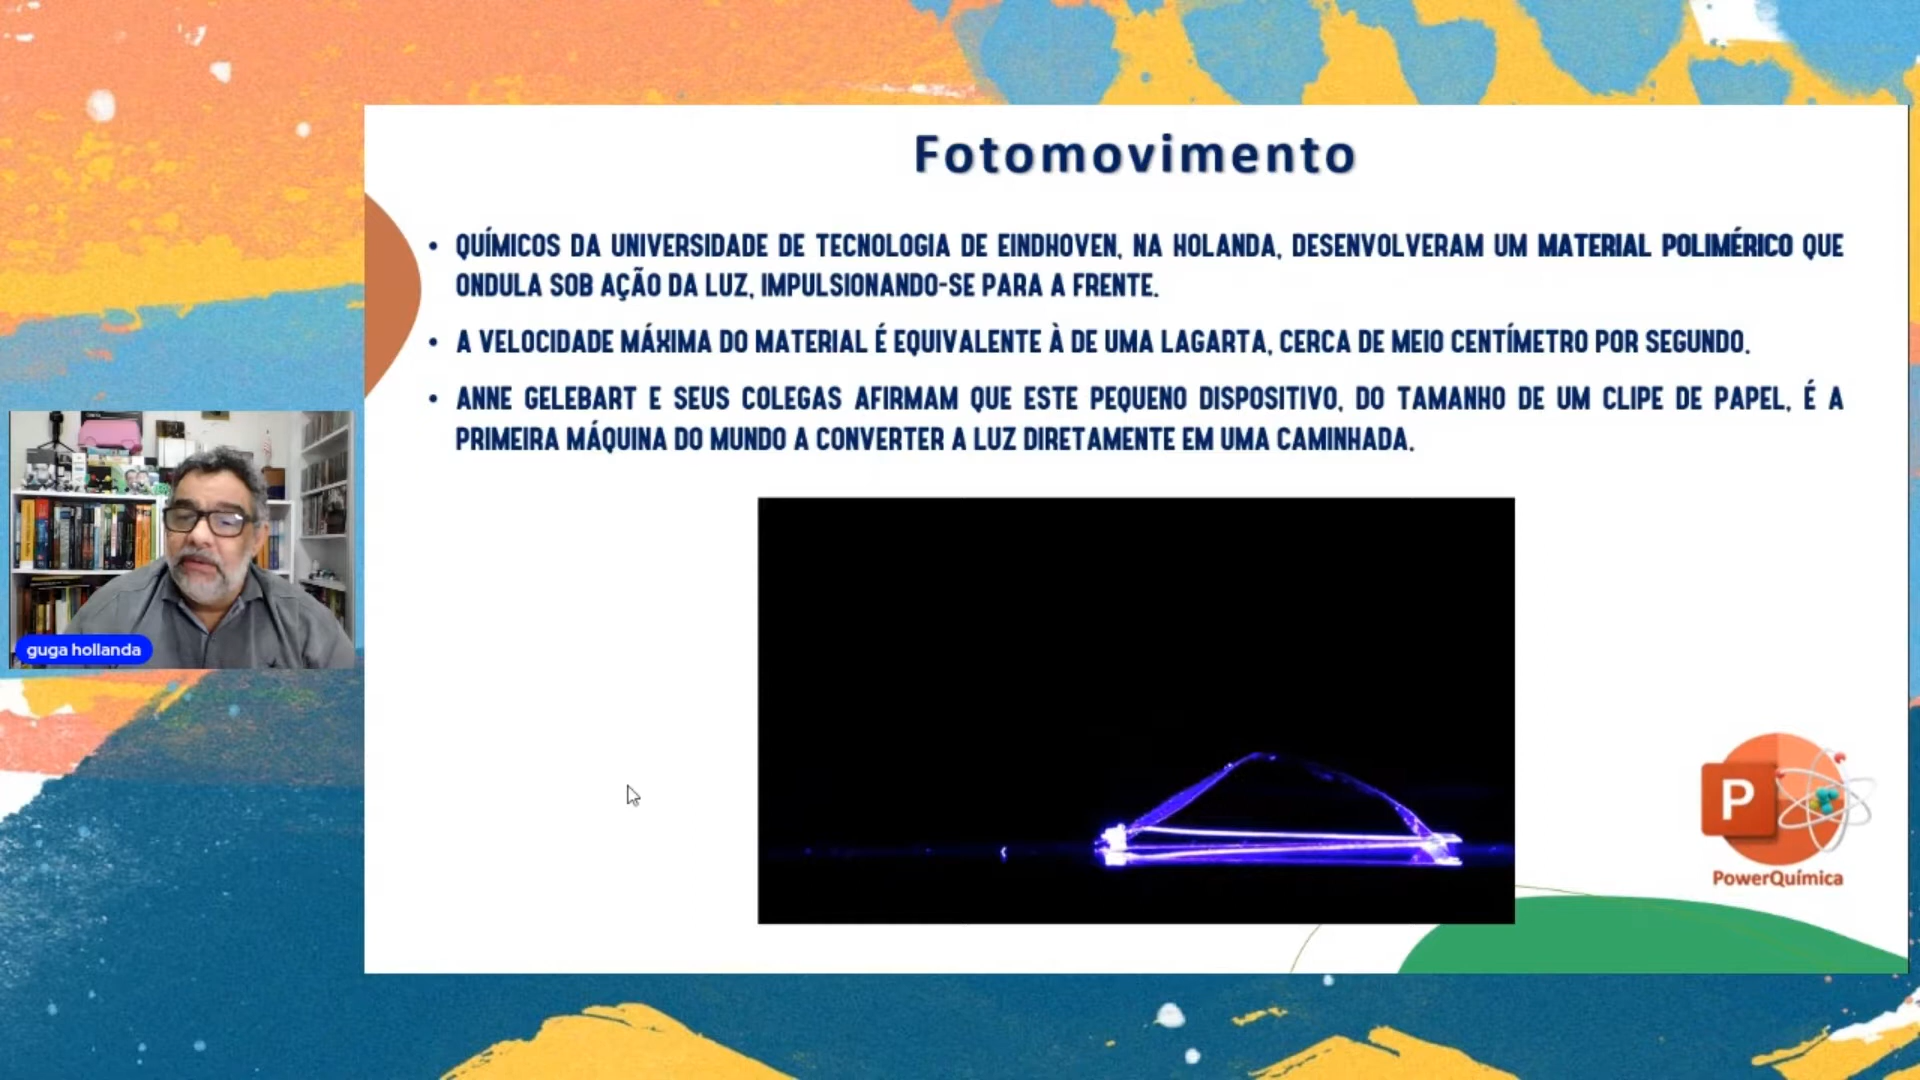 Fotomovimento
• QUÍMICOS DA UNIVERSIDADE DE TECNOLOGIA DE EINDHOVEN, NA HOLANDA, DESENVOLVERAM UM MATERIAL POLIMÉRICO QUE
ONDULA SOB AÇÃO DA LUZ, IMPULSIONANDO-SE PARA A FRENTE.
• A VELOCIDADE MÁXIMA DO MATERIAL É EQUIVALENTE À DE UMA LAGARTA, CERCA DE MEIO CENTÍMETRO POR SEGUNDO.
• ANNE GELEBART E SEUS COLEGAS AFIRMAM QUE ESTE PEQUENO DISPOSITIVO, DO TAMANHO DE UM CLIPE DE PAPEL, É A
PRIMEIRA MÁQUINA DO MUNDO A CONVERTER A LUZ DIRETAMENTE EM UMA CAMINHADA.
guga hollanda
P
PowerQuímica